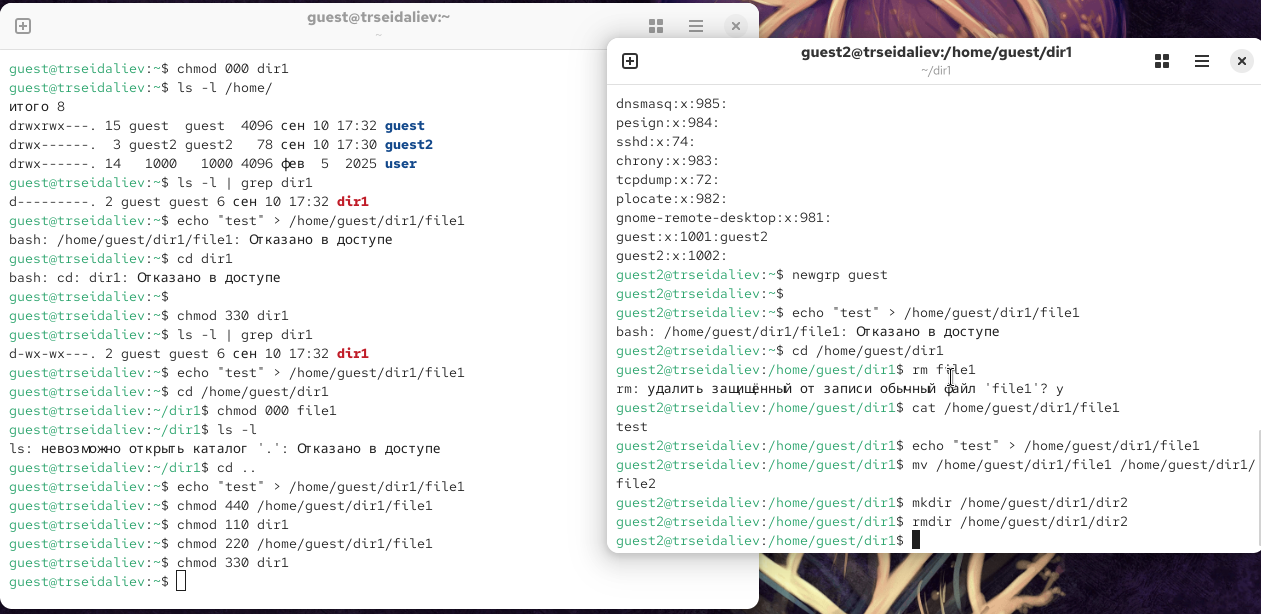 guest@trseidaliev:~
~
guest@trseidaliev:~$ chmod 000 dir1
guest@trseidaliev:~$ ls -l /home/
итого 8
drwxrwx---. 15 guest  guest  4096 сен 10 17:32 guest
drwx------.  3 guest2 guest2   78 сен 10 17:30 guest2
drwx------. 14   1000   1000 4096 фев  5  2025 user
guest@trseidaliev:~$ ls -l | grep dir1
d---------. 2 guest guest 6 сен 10 17:32 dir1
guest@trseidaliev:~$ echo "test" > /home/guest/dir1/file1
bash: /home/guest/dir1/file1: Отказано в доступе
guest@trseidaliev:~$ cd dir1
bash: cd: dir1: Отказано в доступе
guest@trseidaliev:~$
guest@trseidaliev:~$ chmod 330 dir1
guest@trseidaliev:~$ ls -l | grep dir1
d-wx-wx---. 2 guest guest 6 сен 10 17:32 dir1
guest@trseidaliev:~$ echo "test" > /home/guest/dir1/file1
guest@trseidaliev:~$ cd /home/guest/dir1
guest@trseidaliev:~/dir1$ chmod 000 file1
guest@trseidaliev:~/dir1$ ls -l
ls: невозможно открыть каталог '.': Отказано в доступе
guest@trseidaliev:~/dir1$ cd ..
guest@trseidaliev:~$ echo "test" > /home/guest/dir1/file1
guest@trseidaliev:~$ chmod 440 /home/guest/dir1/file1
guest@trseidaliev:~$ chmod 110 dir1
guest@trseidaliev:~$ chmod 220 /home/guest/dir1/file1
guest@trseidaliev:~$ chmod 330 dir1
guest@trseidaliev:~$
guest2@trseidaliev:/home/guest/dir1
~/dir1
dnsmasq:x:985:
pesign:x:984:
sshd:x:74:
chrony:x:983:
tcpdump:x:72:
plocate:x:982:
gnome-remote-desktop:x:981:
guest:x:1001:guest2
guest2:x:1002:
guest2@trseidaliev:~$ newgrp guest
guest2@trseidaliev:~$
guest2@trseidaliev:~$ echo "test" > /home/guest/dir1/file1
bash: /home/guest/dir1/file1: Отказано в доступе
guest2@trseidaliev:~$ cd /home/guest/dir1
guest2@trseidaliev:/home/guest/dir1$ rm file1
rm: удалить защищённый от записи обычный файл 'file1'? y
guest2@trseidaliev:/home/guest/dir1$ cat /home/guest/dir1/file1
test
guest2@trseidaliev:/home/guest/dir1$ echo "test" > /home/guest/dir1/file1
guest2@trseidaliev:/home/guest/dir1$ mv /home/guest/dir1/file1 /home/guest/dir1/
file2
guest2@trseidaliev:/home/guest/dir1$ mkdir /home/guest/dir1/dir2
guest2@trseidaliev:/home/guest/dir1$ rmdir /home/guest/dir1/dir2
guest2@trseidaliev:/home/guest/dir1$